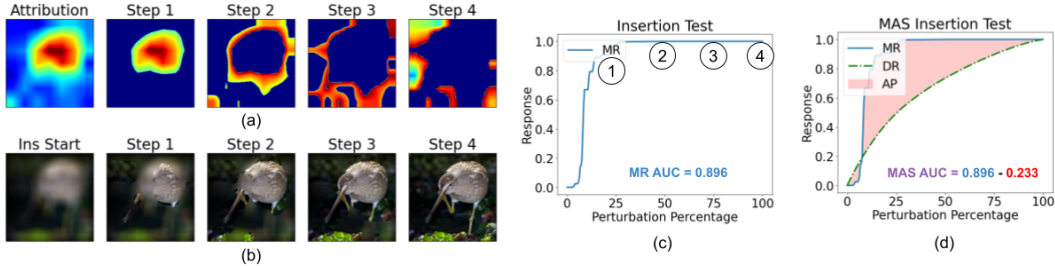 Attribution Step 1 Step 2 Step 3 Step 4
(a)
Ins Start Step 1 Step 2 Step 3 Step 4
(b)
Insertion Test
MR
1 2 3 4
Response
1.0
0.8
0.6
0.4
0.2
0.0
MR AUC = 0.896
0 25 50 75 100
Perturbation Percentage
(c)
MAS Insertion Test
MR
DR
AP
Response
1.0
0.8
0.6
0.4
0.2
0.0
MAS AUC = 0.896 - 0.233
0 25 50 75 100
Perturbation Percentage
(d)